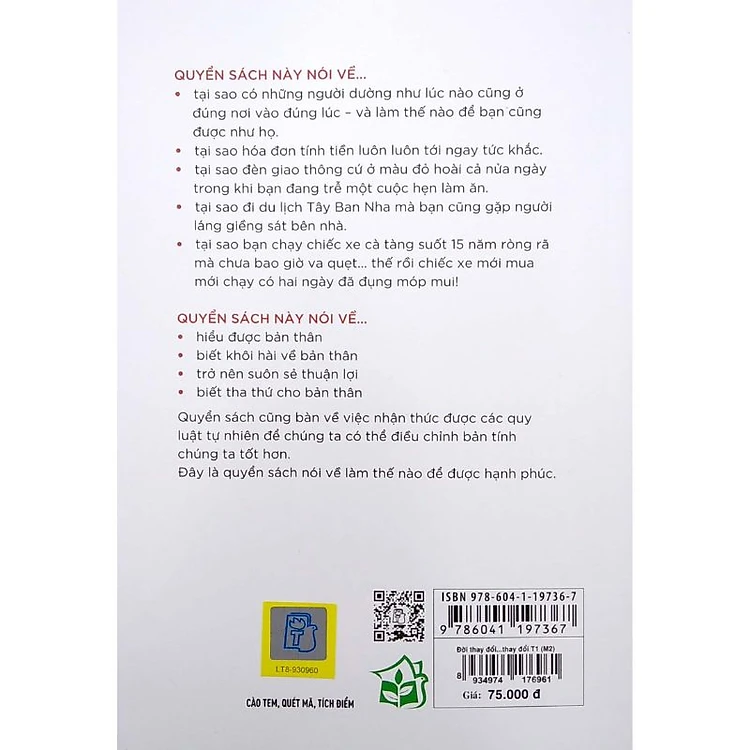 QUYỂN SÁCH NÀY NÓI VỀ...
• tại sao có những người dường như lúc nào cũng ở
đúng nơi vào đúng lúc – và làm thế nào để bạn cũng
được như họ.
• tại sao hóa đơn tính tiền luôn luôn tới ngay tức khắc.
• tại sao đèn giao thông cứ ở màu đỏ hoài cả nửa ngày
trong khi bạn đang trễ một cuộc hẹn làm ăn.
• tại sao đi du lịch Tây Ban Nha mà bạn cũng gặp người
láng giềng sát bên nhà.
• tại sao bạn chạy chiếc xe cà tàng suốt 15 năm ròng rã
mà chưa bao giờ va quẹt... thế rồi chiếc xe mới mua
mới chạy có hai ngày đã đụng móp mui!
QUYỂN SÁCH NÀY NÓI VỀ...
• hiểu được bản thân
• biết khôi hài về bản thân
• trở nên suôn sẻ thuận lợi
• biết tha thứ cho bản thân
Quyển sách cũng bàn về việc nhận thức được các quy
luật tự nhiên để chúng ta có thể điều chỉnh bản tính
chúng ta tốt hơn.
Đây là quyển sách nói về làm thế nào để được hạnh phúc.
T
LT8-930960
CÀO TEM, QUÉT MÃ, TÍCH ĐIỂM
ISBN 978-604-1-19736-7
9 786041 197367
Đời thay đổi...thay đổi T1 (M2)
8 934974 176961
Giá: 75.000 đ